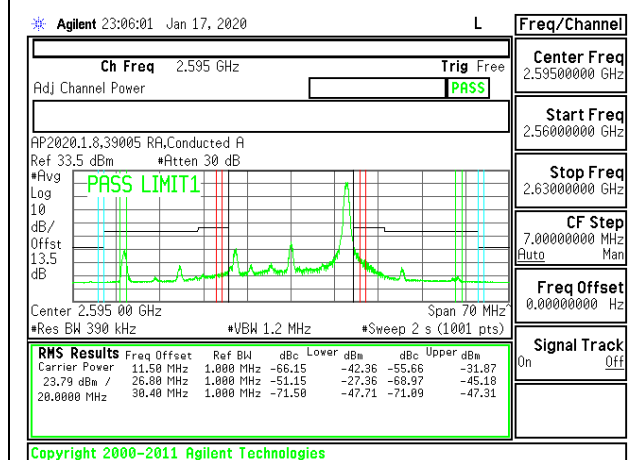 Agilent 23:06:01 Jan 17, 2020 L
Freq/Channel
Ch Freq 2.595 GHz Trig Free
Adj Channel Power PASS
AP2020.1.8,39005 RA,Conducted A
Ref 33.5 dBm #Atten 30 dB
#Avg
Log
10
dB/
Offst
13.5
dB
PASS LIMIT1
Center 2.595 00 GHz Span 70 MHz^
#Res BW 390 kHz #VBW 1.2 MHz #Sweep 2 s (1001 pts)
RMS Results Freq Offset Ref BW dBc Lower dBm dBc Upper dBm
Carrier Power 11.50 MHz 1.000 MHz -66.15 -42.36 -55.66 -31.87
23.79 dBm / 26.80 MHz 1.000 MHz -51.15 -27.36 -68.97 -45.18
20.0000 MHz 30.40 MHz 1.000 MHz -71.50 -47.71 -71.09 -47.31
Copyright 2000-2011 Agilent Technologies
Center Freq
2.59500000 GHz
Start Freq
2.56000000 GHz
Stop Freq
2.63000000 GHz
CF Step
7.00000000 MHz
Auto Man
Freq Offset
0.00000000 Hz
Signal Track
On Off